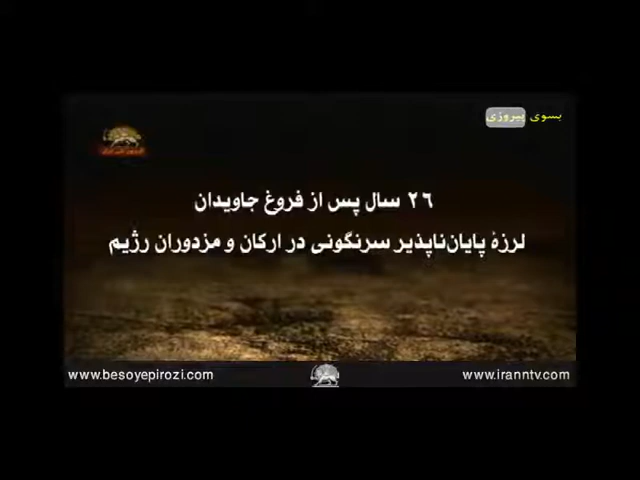 بسوی پیروزی
۲۶ سال پس از فروغ جاویدان
لرزهٔ پایان‌ناپذیر سرنگونی در ارکان و مزدوران رژیم
www.besoyepirozi.com
www.iranntv.com